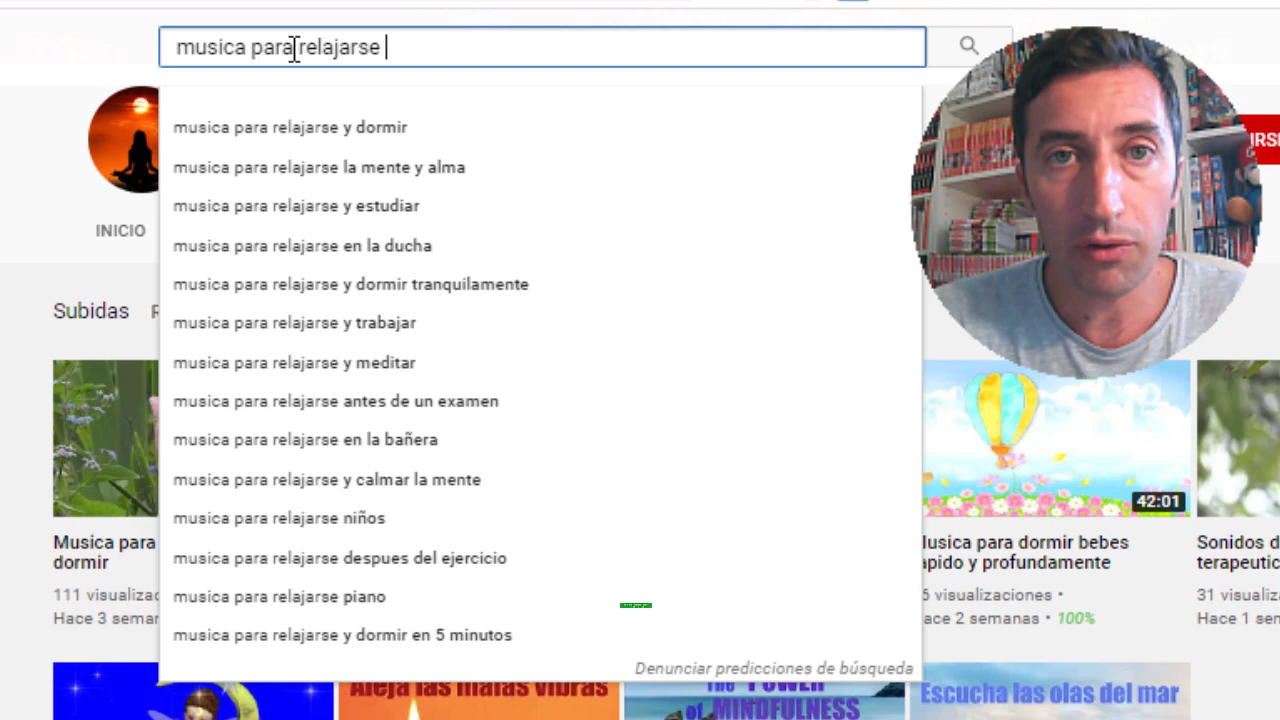 musica para relajarse
musica para relajarse y dormir
musica para relajarse la mente y alma
musica para relajarse y estudiar
musica para relajarse en la ducha
musica para relajarse y dormir tranquilamente
musica para relajarse y trabajar
musica para relajarse y meditar
musica para relajarse antes de un examen
musica para relajarse en la bañera
musica para relajarse y calmar la mente
musica para relajarse niños
musica para relajarse despues del ejercicio
musica para relajarse piano
musica para relajarse y dormir en 5 minutos
Denunciar predicciones de búsqueda
INICIO
Subidas
42:01
Musica para
dormir
111
Hace 3
usica para dormir bebes
apido y profundamente
visualizaciones •
ace 2 semanas • 100%
Sonidos d
terapeutic
31 visualiza
Hace 1 sem
Aleja las malas vibras
The POWER
of MINDFULNESS
Escucha las olas del mar